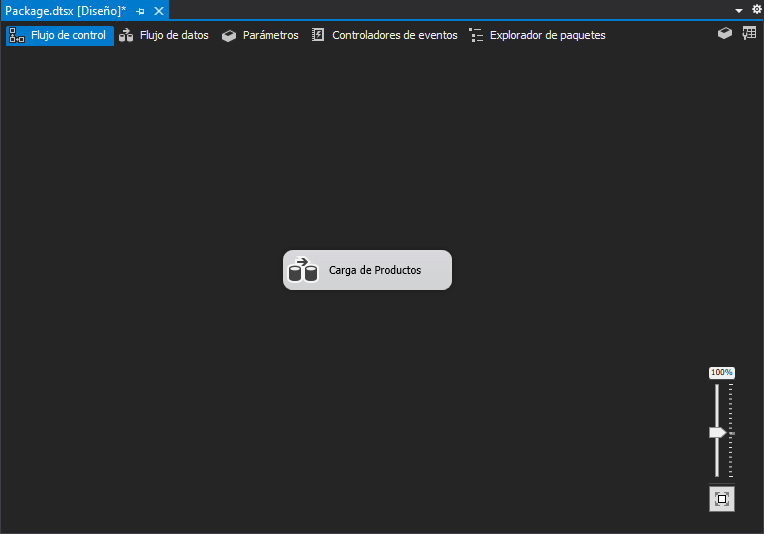 Package.dtsx [Diseño]*
Flujo de control Flujo de datos Parámetros Controladores de eventos Explorador de paquetes
Carga de Productos
100%